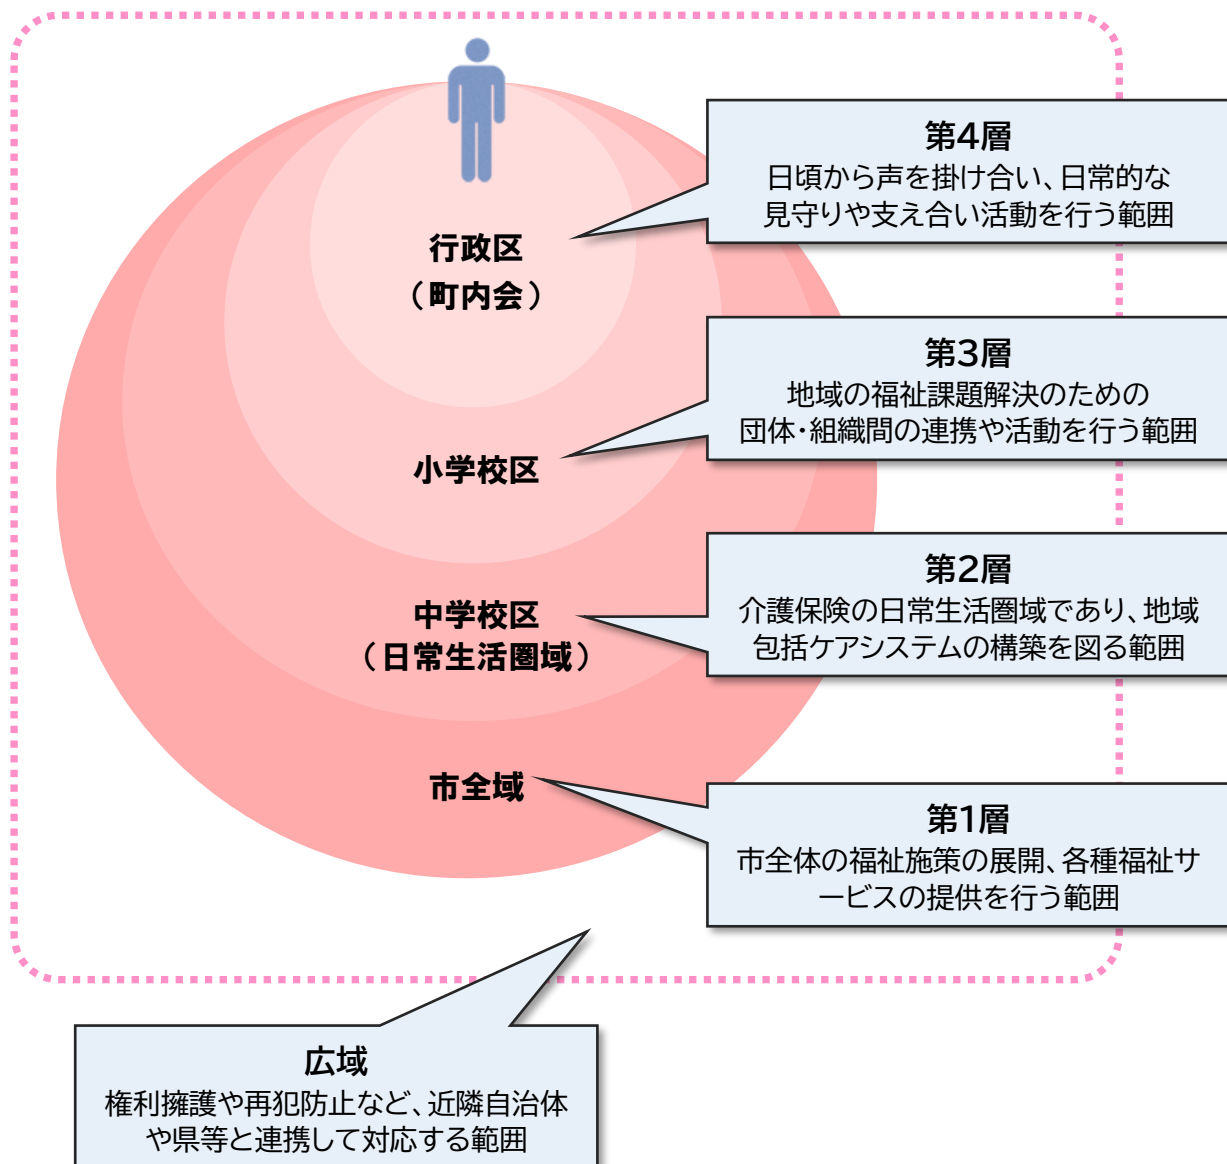 第4層
日頃から声を掛け合い、日常的な
見守りや支え合い活動を行う範囲
行政区
（町内会）
第3層
地域の福祉課題解決のための
団体・組織間の連携や活動を行う範囲
小学校区
第2層
介護保険の日常生活圏域であり、地域
包括ケアシステムの構築を図る範囲
中学校区
（日常生活圏域）
市全域
第1層
市全体の福祉施策の展開、各種福祉サ
ービスの提供を行う範囲
広域
権利擁護や再犯防止など、近隣自治体
や県等と連携して対応する範囲